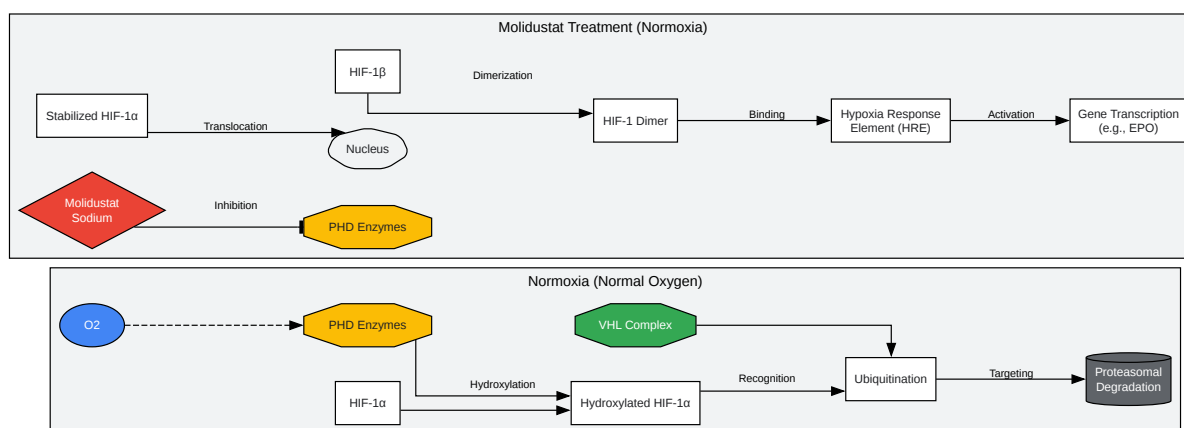 Molidustat Treatment (Normoxia)
HIF-1β
Dimerization
Stabilized HIF-1α
Translocation
Nucleus
HIF-1 Dimer
Binding
Hypoxia Response
Element (HRE)
Activation
Gene Transcription
(e.g., EPO)
Molidustat
Sodium
Inhibition
PHD Enzymes
Normoxia (Normal Oxygen)
O2
PHD Enzymes
VHL Complex
HIF-1α
Hydroxylation
Hydroxylated HIF-1α
Recognition
Ubiquitination
Targeting
Proteasomal
Degradation